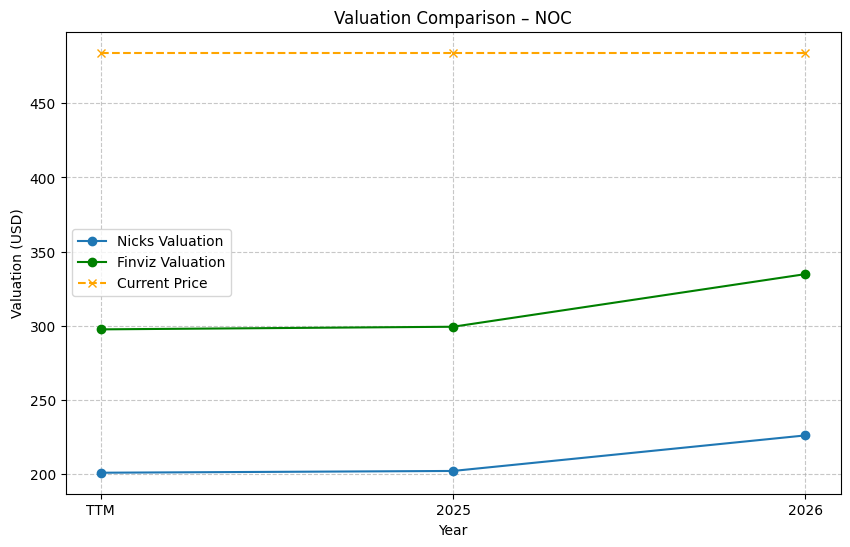 Valuation Comparison – NOC
Valuation (USD)
450
400
350
300
250
200
Nicks Valuation
Finviz Valuation
Current Price
TTM
2025
2026
Year